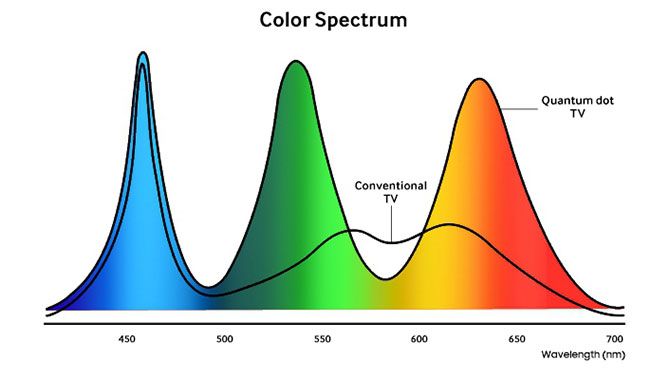 Color Spectrum
Quantum dot
TV
Conventional
TV
450 500 550 600 650 700
Wavelength (nm)